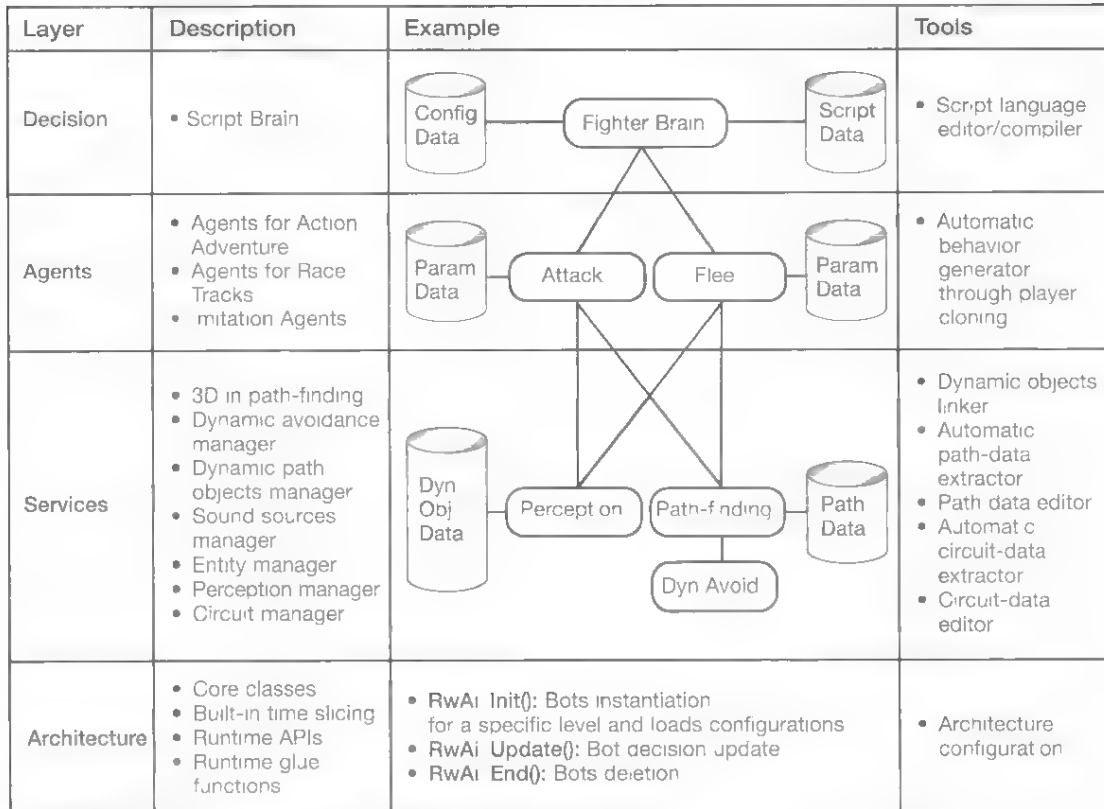 Layer
Description
Example
Tools
Decision
• Script Brain
Config
Data
Fighter Brain
Script
Data
• Script language
editor/compiler
Agents
• Agents for Action
Adventure
• Agents for Race
Tracks
• mitation Agents
Param
Data
Attack
Flee
Param
Data
• Automatic
behavior
generator
through player
cloning
Services
• 3D in path-finding
• Dynamic avoidance
manager
• Dynamic path
objects manager
• Sound sources
manager
• Entity manager
• Perception manager
• Circuit manager
Dyn
Obj
Data
Percept on
Path-finding
Path
Data
Dyn Avoid
• Dynamic objects
linker
• Automatic
path-data
extractor
• Path data editor
• Automat c
circuit-data
extractor
• Circuit-data
editor
Architecture
• Core classes
• Built-in time slicing
• Runtime APIs
• Runtime glue
functions
• RwAi Init(): Bots instantiation
for a specific level and loads configurations
• RwAi Update(): Bot decision update
• RwAi End(): Bots deletion
• Architecture
configurat on